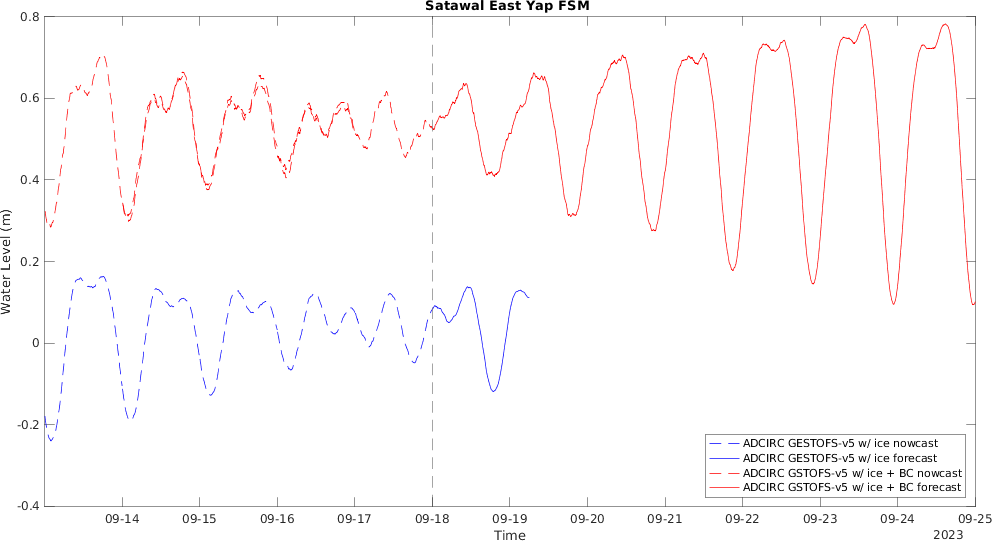 Satawal East Yap FSM
0.8
0.6
0.4
0.2
0
-0.2
-0.4
Water Level (m)
ADCIRC GESTOFS-v5 w/ ice nowcast
ADCIRC GESTOFS-v5 w/ ice forecast
ADCIRC GSTOFS-v5 w/ ice + BC nowcast
ADCIRC GSTOFS-v5 w/ ice + BC forecast
09-14 09-15 09-16 09-17 09-18 09-19 09-20 09-21 09-22 09-23 09-24 09-25
Time
2023